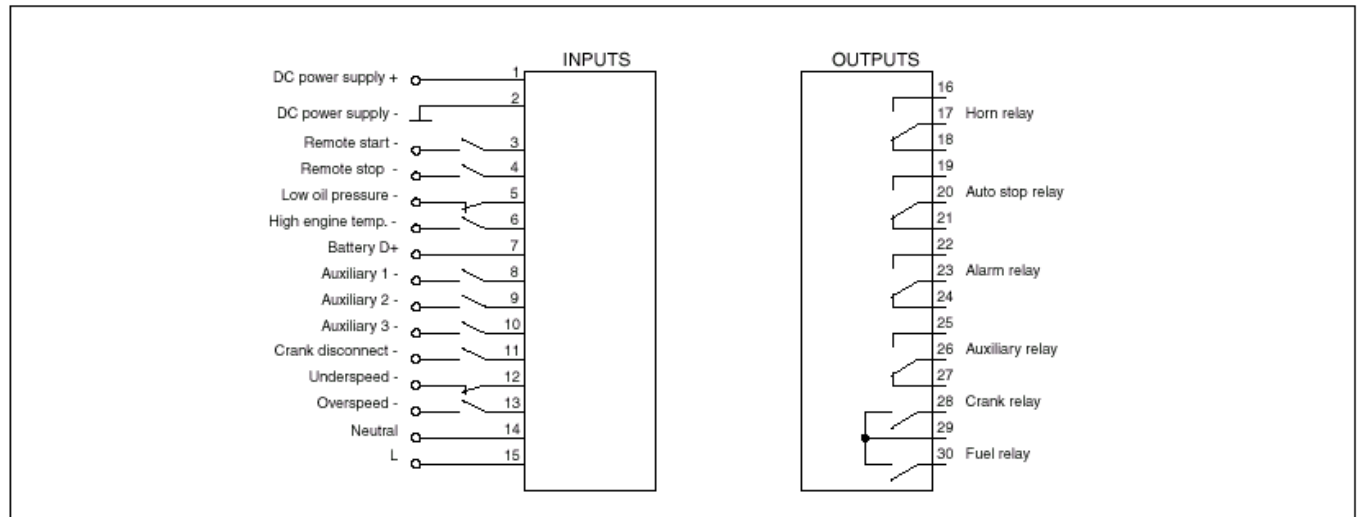 INPUTS
DC power supply + 1
DC power supply - 2
Remote start - 3
Remote stop - 4
Low oil pressure - 5
High engine temp. - 6
Battery D+ 7
Auxiliary 1 - 8
Auxiliary 2 - 9
Auxiliary 3 - 10
Crank disconnect - 11
Underspeed - 12
Overspeed - 13
Neutral 14
L 15
OUTPUTS
16
17 Horn relay
18
19
20 Auto stop relay
21
22
23 Alarm relay
24
25
26 Auxiliary relay
27
28 Crank relay
29
30 Fuel relay